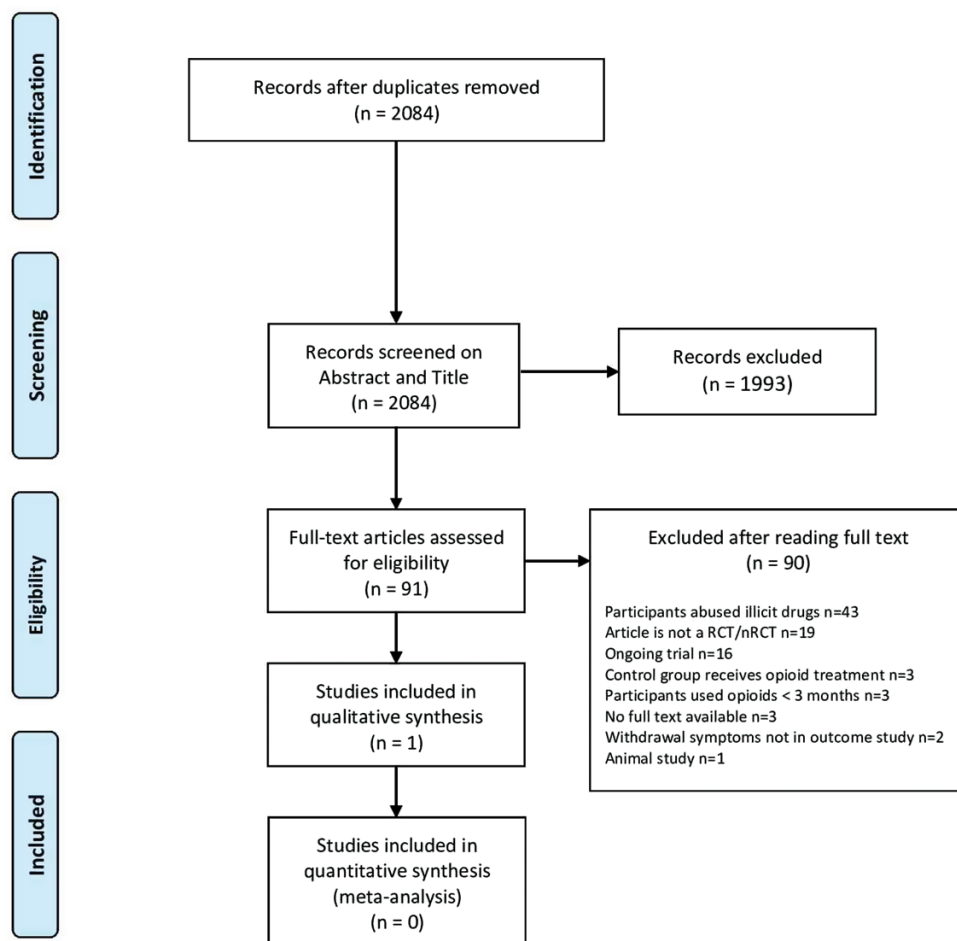 Identification
Records after duplicates removed
(n = 2084)
Screening
Records screened on
Abstract and Title
(n = 2084)
Records excluded
(n = 1993)
Eligibility
Full-text articles assessed
for eligibility
(n = 91)
Excluded after reading full text
(n = 90)
Participants abused illicit drugs n=43
Article is not a RCT/nRCT n=19
Ongoing trial n=16
Control group receives opioid treatment n=3
Participants used opioids < 3 months n=3
No full text available n=3
Withdrawal symptoms not in outcome study n=2
Animal study n=1
Studies included in
qualitative synthesis
(n = 1)
Included
Studies included in
quantitative synthesis
(meta-analysis)
(n = 0)